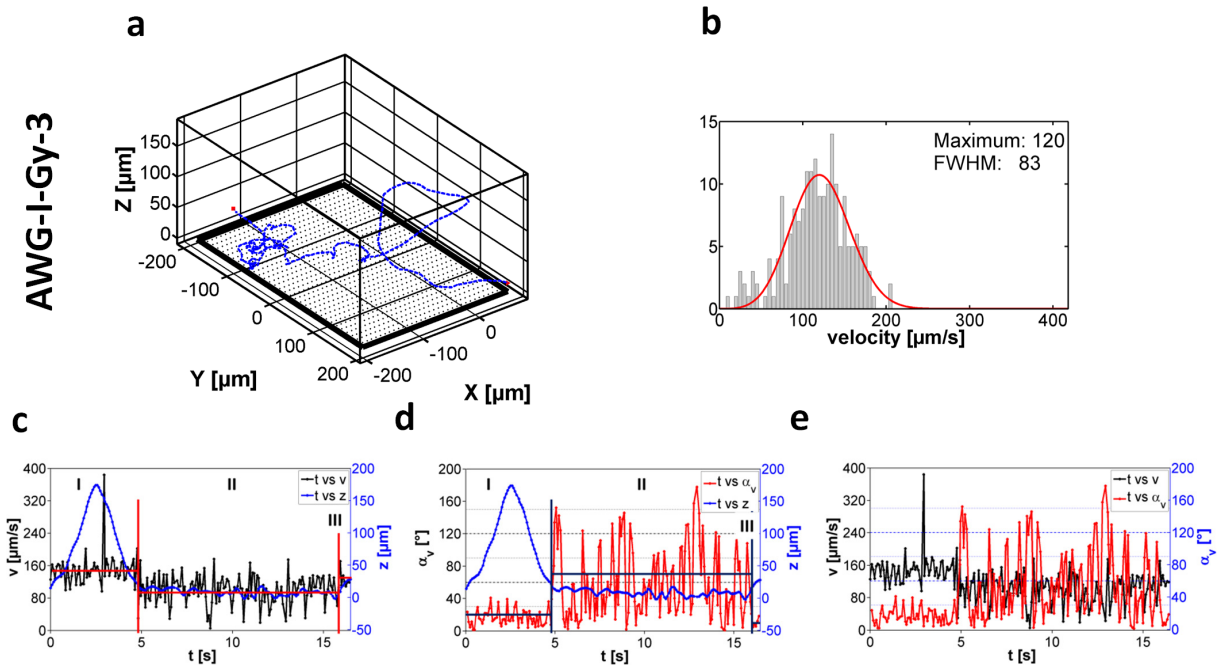 a
b
AWG-I-Gy-3
Z [µm]
150
100
50
0
-200
-100
0
100
200
Y [µm]
-200
-100
0
X [µm]
15
10
5
0
Maximum: 120
FWHM: 83
0
100
200
300
400
velocity [µm/s]
c
d
e
400
320
240
160
80
0
v [µm/s]
I
II
III
t vs v
t vs z
200
150
100
50
0
-50
z [µm]
0
5
10
15
t [s]
200
160
120
80
40
0
αv [°]
I
II
III
t vs αv
t vs z
200
150
100
50
0
-50
z [µm]
0
5
10
15
t [s]
400
320
240
160
80
0
v [µm/s]
t vs v
t vs αv
200
160
120
80
40
0
αv [°]
0
5
10
15
t [s]